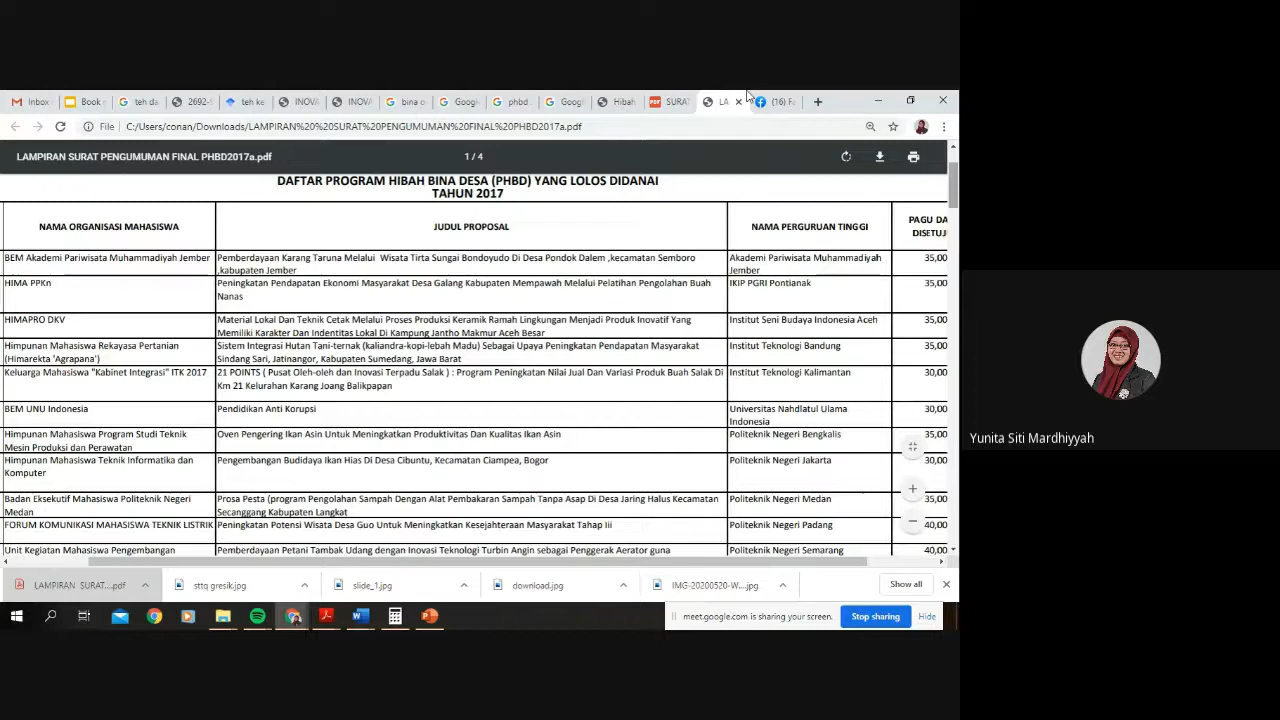 Inbox
Book
teh da
2692-
teh ke
INOVA
INOVA
bina o
Google
phbd
Googl
Hibah
SURAT
LA
(16) Fa
File C:/Users/conan/Downloads/LAMPIRAN%20%20SURAT%20PENGUMUMAN%20FINAL%20PHBD2017a.pdf
LAMPIRAN SURAT PENGUMUMAN FINAL PHBD2017a.pdf
1 / 4
DAFTAR PROGRAM HIBAH BINA DESA (PHBD) YANG LOLOS DIDANAI
TAHUN 2017
NAMA ORGANISASI MAHASISWA
JUDUL PROPOSAL
NAMA PERGURUAN TINGGI
PAGU DA
DISETUJ
BEM Akademi Pariwisata Muhammadiyah Jember
Pemberdayaan Karang Taruna Melalui Wisata Tirta Sungai Bondoyudo Di Desa Pondok Dalem ,kecamatan Semboro
,kabupaten Jember
Akademi Pariwisata Muhammadiyah
Jember
35,00
HIMA PPKn
Peningkatan Pendapatan Ekonomi Masyarakat Desa Galang Kabupaten Mempawah Melalui Pelatihan Pengolahan Buah
Nanas
IKIP PGRI Pontianak
35,00
HIMAPRO DKV
Material Lokal Dan Teknik Cetak Melalui Proses Produksi Keramik Ramah Lingkungan Menjadi Produk Inovatif Yang
Memiliki Karakter Dan Indentitas Lokal Di Kampung Jantho Makmur Aceh Besar
Institut Seni Budaya Indonesia Aceh
35,00
Himpunan Mahasiswa Rekayasa Pertanian
(Himarekta 'Agrapana')
Sistem Integrasi Hutan Tani-ternak (kaliandra-kopi-lebah Madu) Sebagai Upaya Peningkatan Pendapatan Masyarakat
Sindang Sari, Jatinangor, Kabupaten Sumedang, Jawa Barat
Institut Teknologi Bandung
35,00
Keluarga Mahasiswa "Kabinet Integrasi" ITK 2017
21 POINTS ( Pusat Oleh-oleh dan Inovasi Terpadu Salak ) : Program Peningkatan Nilai Jual Dan Variasi Produk Buah Salak Di
Km 21 Kelurahan Karang Joang Balikpapan
Institut Teknologi Kalimantan
30,00
BEM UNU Indonesia
Pendidikan Anti Korupsi
Universitas Nahdlatul Ulama
Indonesia
30,00
Himpunan Mahasiswa Program Studi Teknik
Mesin Produksi dan Perawatan
Oven Pengering Ikan Asin Untuk Meningkatkan Produktivitas Dan Kualitas Ikan Asin
Politeknik Negeri Bengkalis
35,00
Himpunan Mahasiswa Teknik Informatika dan
Komputer
Pengembangan Budidaya Ikan Hias Di Desa Cibuntu, Kecamatan Ciampea, Bogor
Politeknik Negeri Jakarta
30,00
Badan Eksekutif Mahasiswa Politeknik Negeri
Medan
Prosa Pesta (program Pengolahan Sampah Dengan Alat Pembakaran Sampah Tanpa Asap Di Desa Jaring Halus Kecamatan
Secanggang Kabupaten Langkat
Politeknik Negeri Medan
35,00
FORUM KOMUNIKASI MAHASISWA TEKNIK LISTRIK
Peningkatan Potensi Wisata Desa Guo Untuk Meningkatkan Kesejahteraan Masyarakat Tahap Iii
Politeknik Negeri Padang
40,00
Unit Kegiatan Mahasiswa Pengembangan
Pemberdayaan Petani Tambak Udang dengan Inovasi Teknologi Turbin Angin sebagai Penggerak Aerator guna
Politeknik Negeri Semarang
40,00
LAMPIRAN SURAT....pdf
sttq gresik.jpg
slide_1.jpg
download.jpg
IMG-20200520-W....jpg
Show all
meet.google.com is sharing your screen.
Stop sharing
Hide
Yunita Siti Mardhiyyah